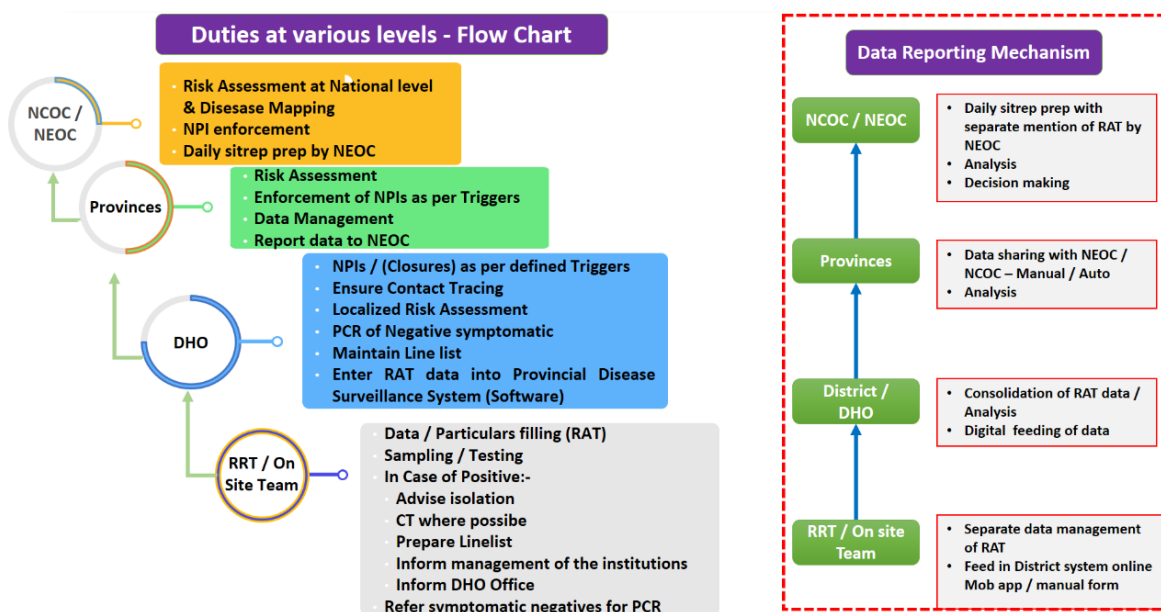 Duties at various levels - Flow Chart
NCOC /
NEOC
Risk Assessment at National level
& Disesase Mapping
NPI enforcement
Daily sitrep prep by NEOC
Provinces
Risk Assessment
Enforcement of NPIs as per Triggers
Data Management
Report data to NEOC
DHO
NPIs / (Closures) as per defined Triggers
Ensure Contact Tracing
Localized Risk Assessment
PCR of Negative symptomatic
Maintain Line list
Enter RAT data into Provincial Disease
Surveillance System (Software)
RRT / On
Site Team
Data / Particulars filling (RAT)
Sampling / Testing
In Case of Positive:-
Advise isolation
CT where possibe
Prepare Linelist
Inform management of the institutions
Inform DHO Office
Refer symptomatic negatives for PCR
Data Reporting Mechanism
NCOC / NEOC
Daily sitrep prep with
separate mention of RAT by
NEOC
Analysis
Decision making
Provinces
Data sharing with NEOC /
NCOC – Manual / Auto
Analysis
District /
DHO
Consolidation of RAT data /
Analysis
Digital feeding of data
RRT / On site
Team
Separate data management
of RAT
Feed in District system online
Mob app / manual form